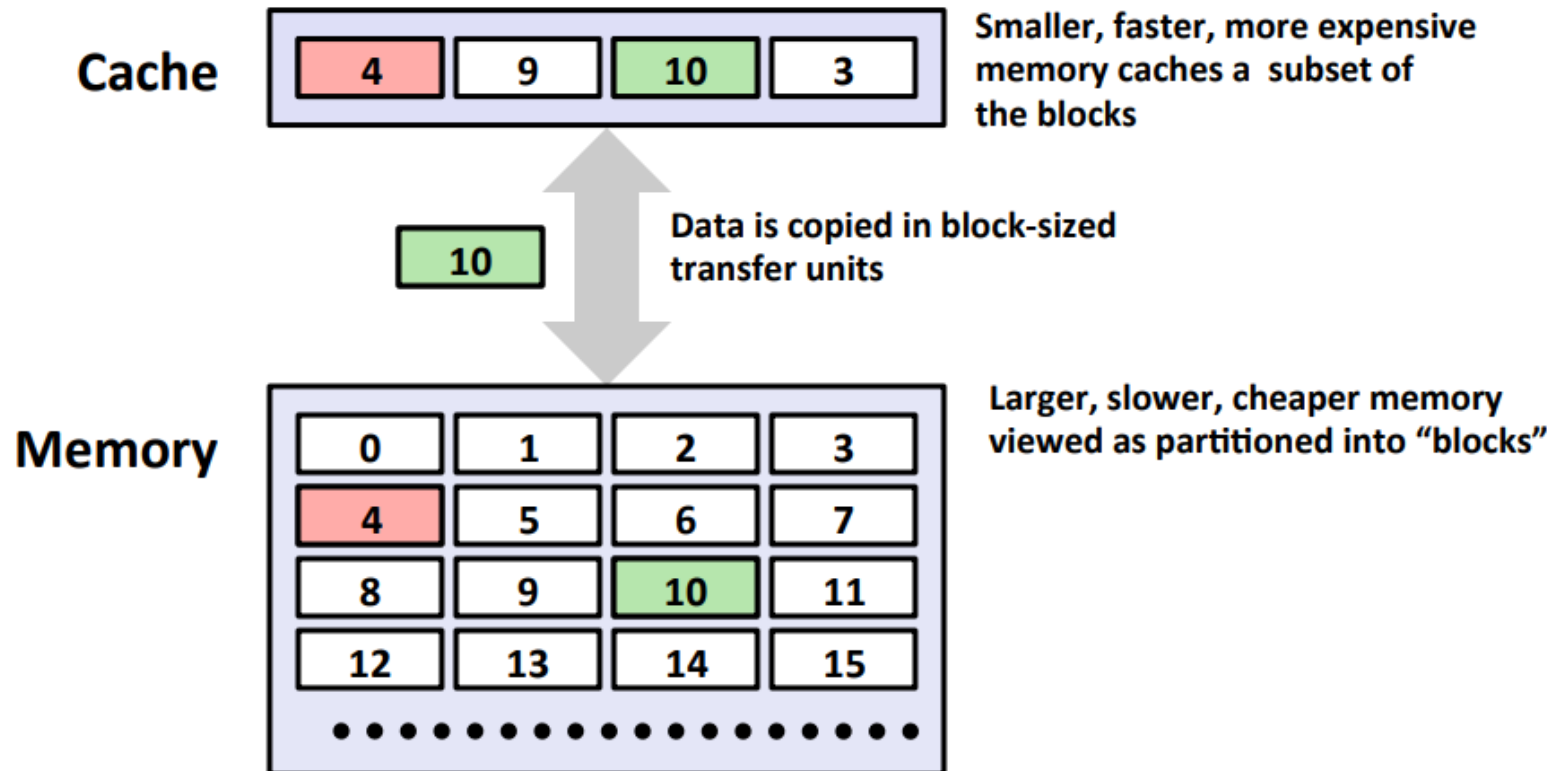 Cache
4 9 10 3
Smaller, faster, more expensive
memory caches a subset of
the blocks
10
Data is copied in block-sized
transfer units
Memory
Larger, slower, cheaper memory
viewed as partitioned into “blocks”
0 1 2 3
4 5 6 7
8 9 10 11
12 13 14 15